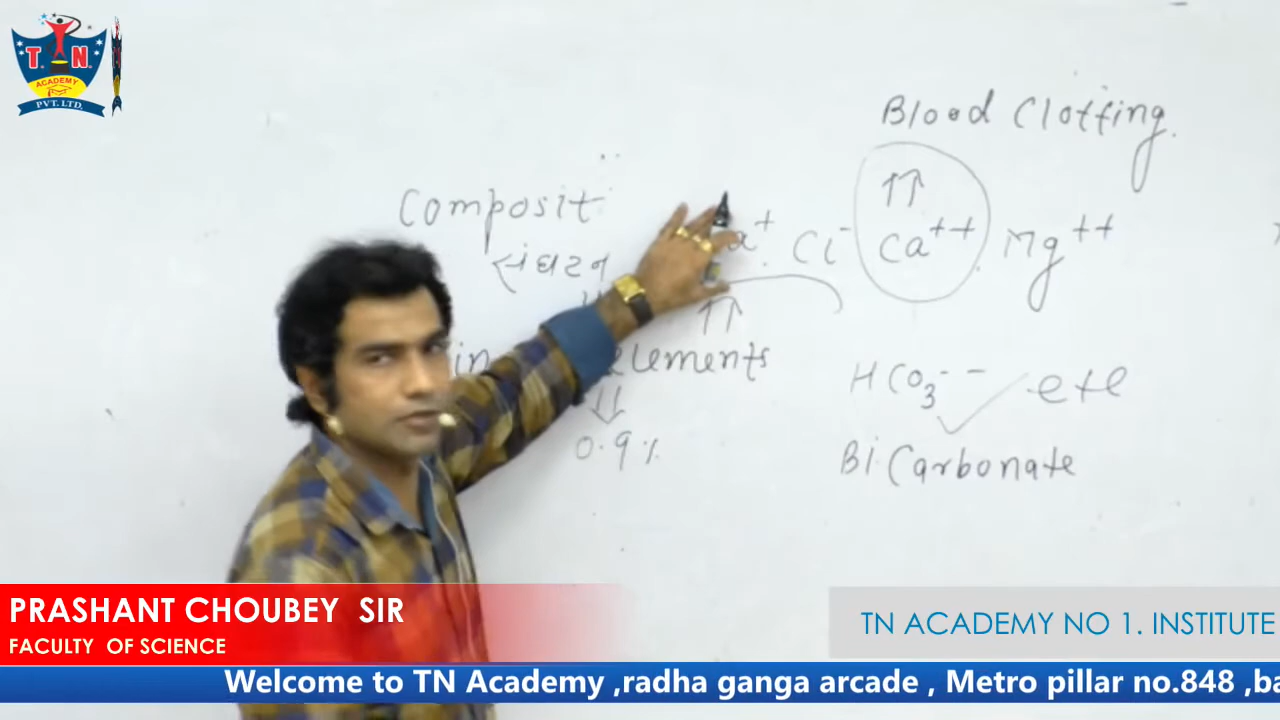 T. N.
ACADEMY
PVT. LTD.
Blood Clotting.
Composit
a⁺ Cl⁻ Ca⁺⁺ Mg⁺⁺
संघटन
in elements
HCO₃⁻⁻ etc
0.9%
BiCarbonate
PRASHANT CHOUBEY SIR
FACULTY OF SCIENCE
TN ACADEMY NO 1. INSTITUTE
Welcome to TN Academy ,radha ganga arcade , Metro pillar no.848 ,ba